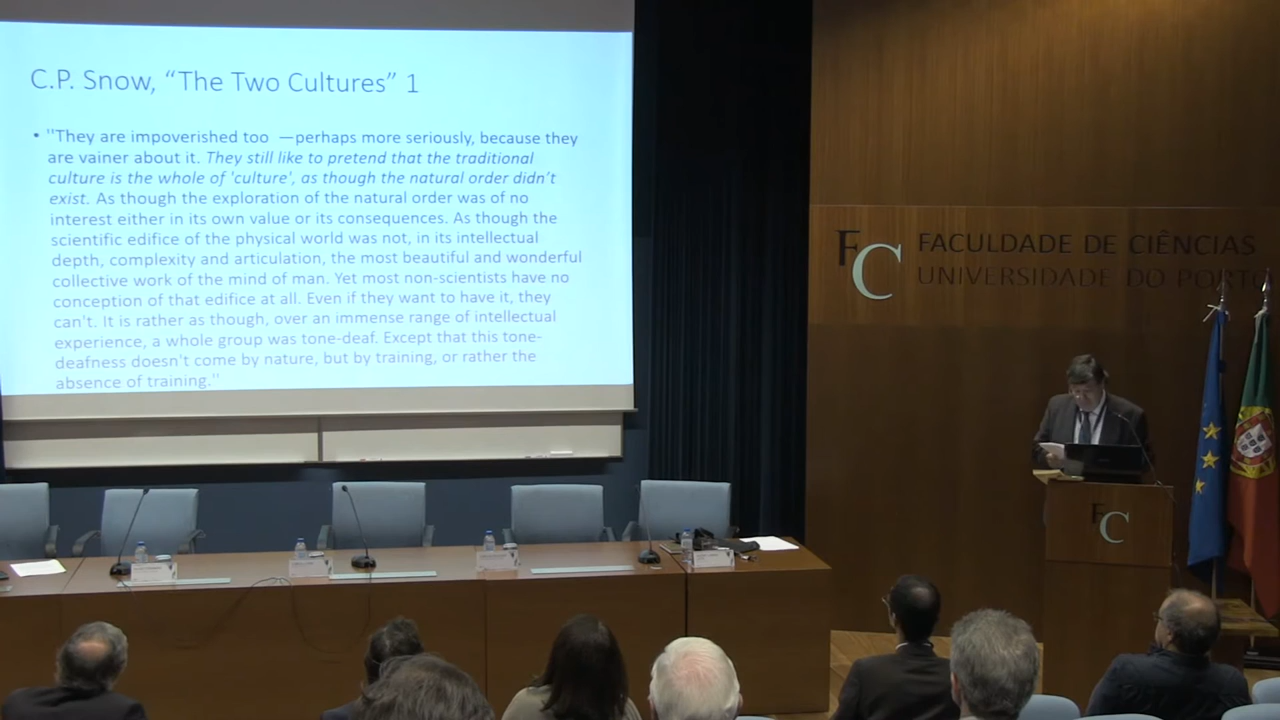 C.P. Snow, “The Two Cultures” 1
• "They are impoverished too —perhaps more seriously, because they
are vainer about it. They still like to pretend that the traditional
culture is the whole of 'culture', as though the natural order didn’t
exist. As though the exploration of the natural order was of no
interest either in its own value or its consequences. As though the
scientific edifice of the physical world was not, in its intellectual
depth, complexity and articulation, the most beautiful and wonderful
collective work of the mind of man. Yet most non-scientists have no
conception of that edifice at all. Even if they want to have it, they
can't. It is rather as though, over an immense range of intellectual
experience, a whole group was tone-deaf. Except that this tone-
deafness doesn't come by nature, but by training, or rather the
absence of training."
FC
FACULDADE DE CIÊNCIAS
UNIVERSIDADE DO PORTO
FC